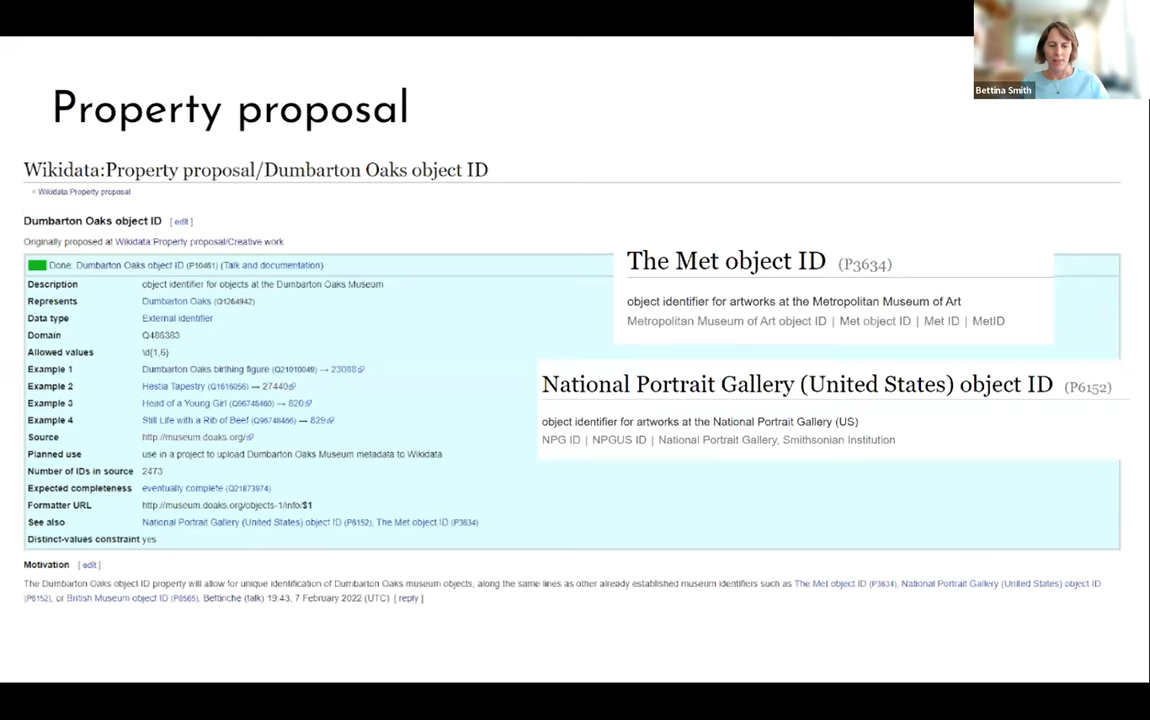 Bettina Smith
Property proposal
Wikidata:Property proposal/Dumbarton Oaks object ID
< Wikidata:Property proposal
Dumbarton Oaks object ID [ edit ]
Originally proposed at Wikidata:Property proposal/Creative work
Done: Dumbarton Oaks object ID (P10461) (Talk and documentation)
Description object identifier for objects at the Dumbarton Oaks Museum
Represents Dumbarton Oaks (Q1264942)
Data type External identifier
Domain Q486383
Allowed values \d{1,6}
Example 1 Dumbarton Oaks birthing figure (Q21010049) → 23088
Example 2 Hestia Tapestry (Q1616056) → 27440
Example 3 Head of a Young Girl (Q96748460) → 820
Example 4 Still Life with a Rib of Beef (Q96748466) → 829
Source http://museum.doaks.org/
Planned use use in a project to upload Dumbarton Oaks Museum metadata to Wikidata
Number of IDs in source 2473
Expected completeness eventually complete (Q21873974)
Formatter URL http://museum.doaks.org/objects-1/info/$1
See also National Portrait Gallery (United States) object ID (P6152), The Met object ID (P3634)
Distinct-values constraint yes
The Met object ID (P3634)
object identifier for artworks at the Metropolitan Museum of Art
Metropolitan Museum of Art object ID | Met object ID | Met ID | MetID
National Portrait Gallery (United States) object ID (P6152)
object identifier for artworks at the National Portrait Gallery (US)
NPG ID | NPGUS ID | National Portrait Gallery, Smithsonian Institution
Motivation [ edit ]
The Dumbarton Oaks object ID property will allow for unique identification of Dumbarton Oaks museum objects, along the same lines as other already established museum identifiers such as The Met object ID (P3634), National Portrait Gallery (United States) object ID
(P6152), or British Museum object ID (P8565). Bettinche (talk) 19:43, 7 February 2022 (UTC) [ reply ]